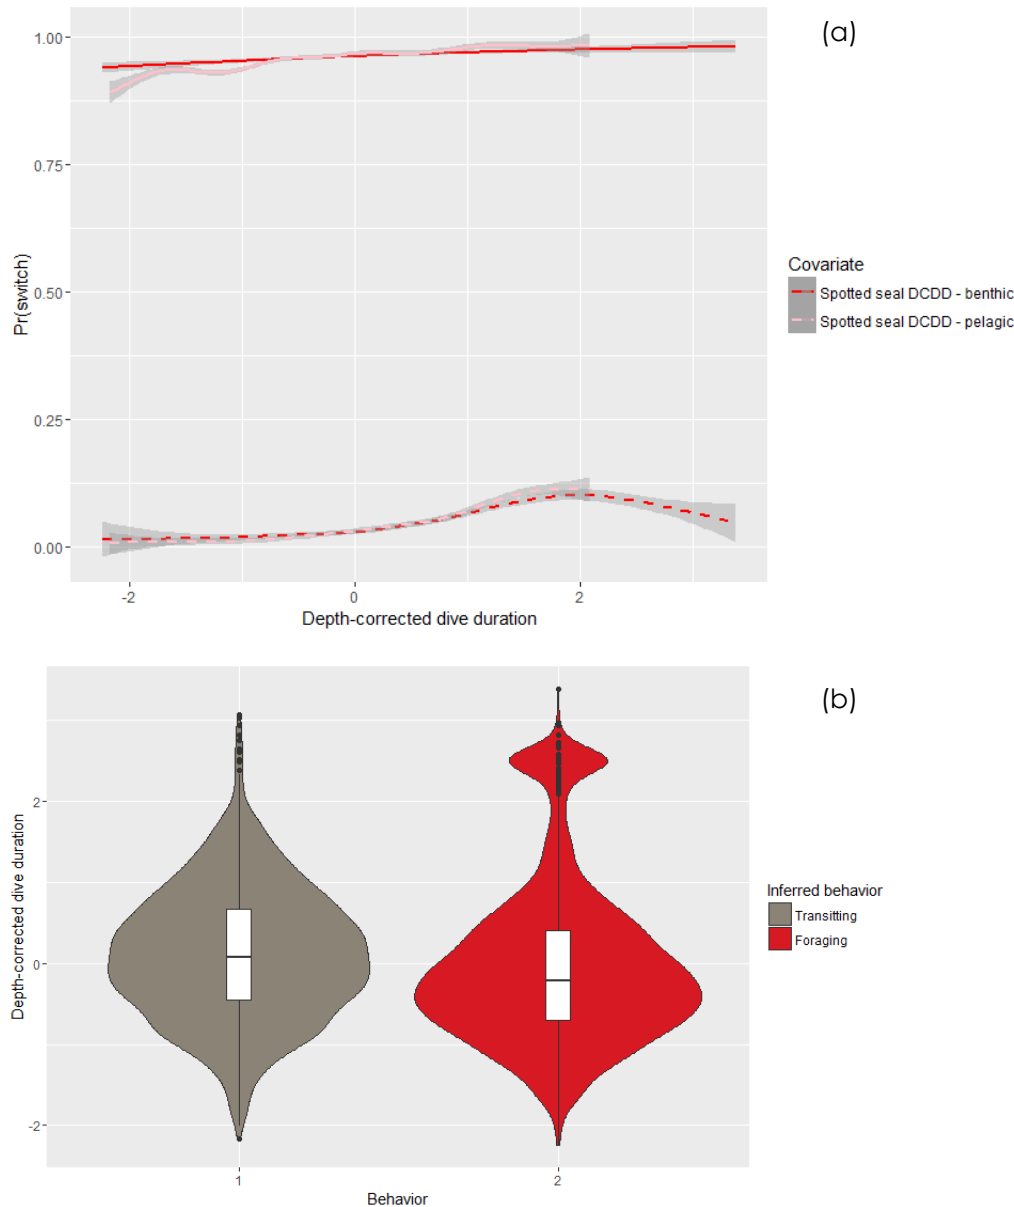 (a)
1.00
0.75
0.50
0.25
0.00
Pr(switch)
-2
0
2
Depth-corrected dive duration
Covariate
Spotted seal DCDD - benthic
Spotted seal DCDD - pelagic
(b)
2
0
-2
Depth-corrected dive duration
1
2
Behavior
Inferred behavior
Transitting
Foraging